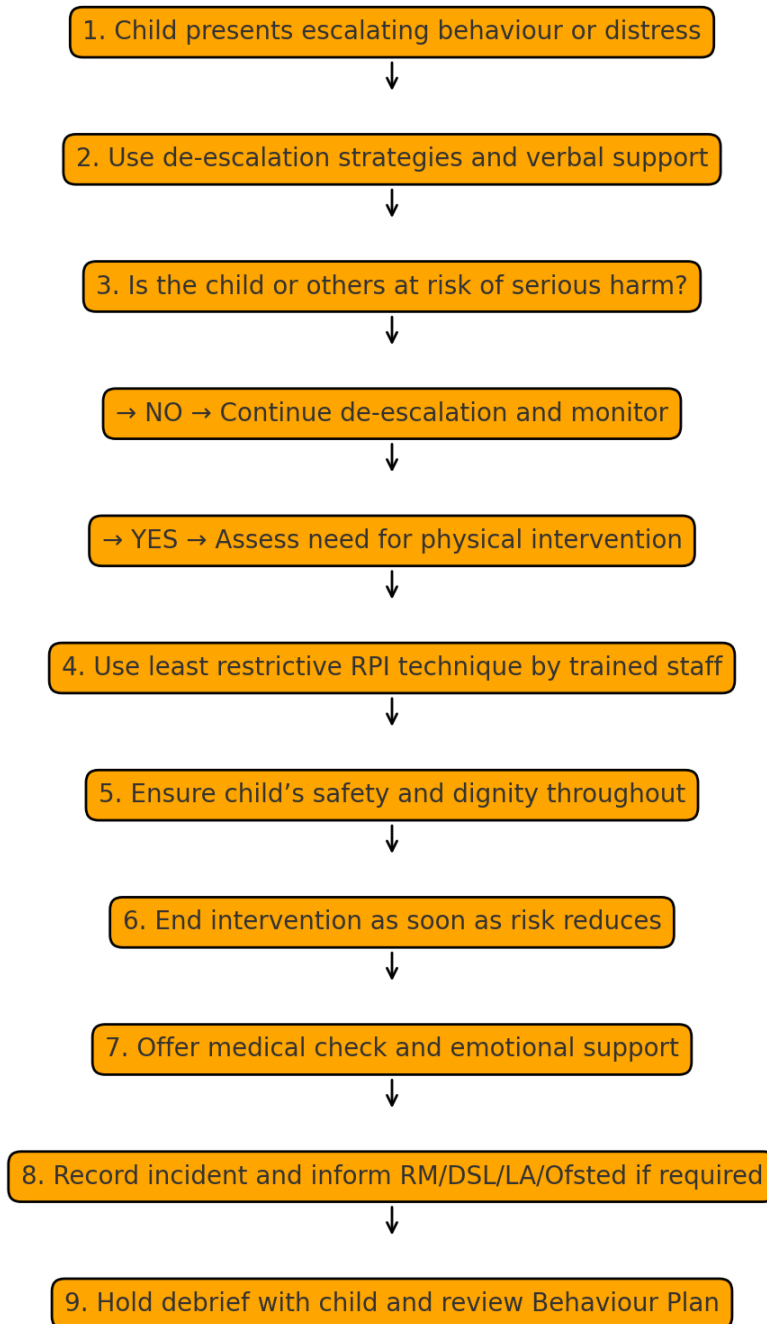 1. Child presents escalating behaviour or distress
2. Use de-escalation strategies and verbal support
3. Is the child or others at risk of serious harm?
→ NO → Continue de-escalation and monitor
→ YES → Assess need for physical intervention
4. Use least restrictive RPI technique by trained staff
5. Ensure child’s safety and dignity throughout
6. End intervention as soon as risk reduces
7. Offer medical check and emotional support
8. Record incident and inform RM/DSL/LA/Ofsted if required
9. Hold debrief with child and review Behaviour Plan